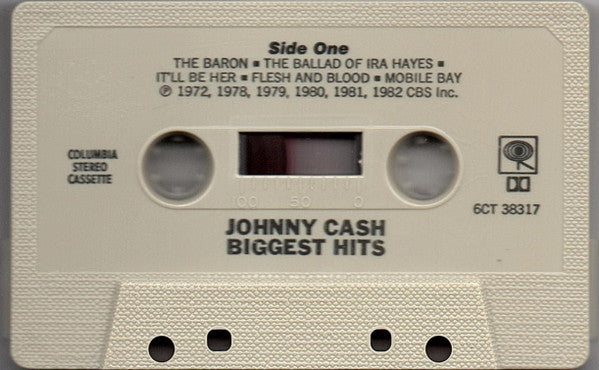 Side One
THE BARON ■ THE BALLAD OF IRA HAYES ■
IT'LL BE HER ■ FLESH AND BLOOD ■ MOBILE BAY
℗ 1972, 1978, 1979, 1980, 1981, 1982 CBS Inc.
COLUMBIA
STEREO
CASSETTE
100 50 0
6CT 38317
JOHNNY CASH
BIGGEST HITS